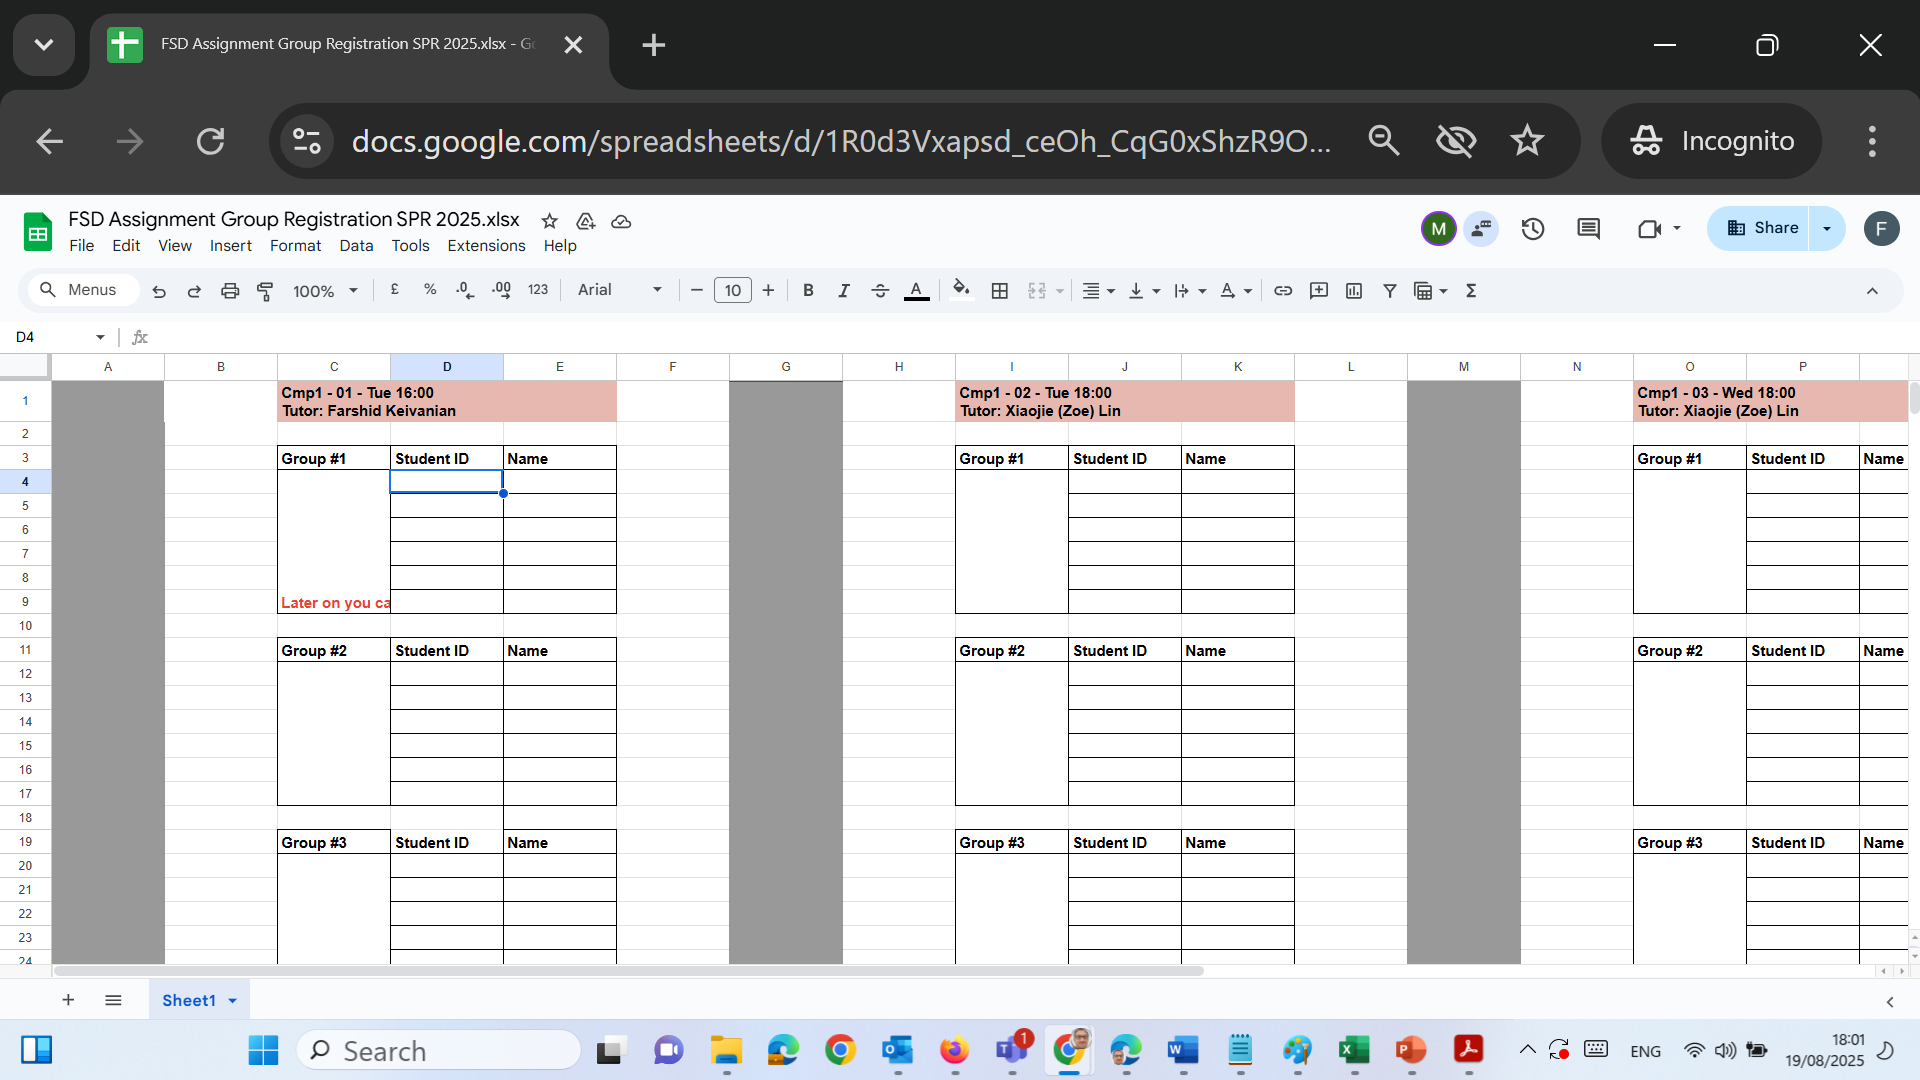 FSD Assignment Group Registration SPR 2025.xlsx - Go
docs.google.com/spreadsheets/d/1R0d3Vxapsd_ceOh_CqG0xShzR9O...
Incognito
FSD Assignment Group Registration SPR 2025.xlsx
File Edit View Insert Format Data Tools Extensions Help
M
Share
F
Menus
100%
£ % .0 .00 123
Arial
10
B I A
D4
fx
A B C D E F G H I J K L M N O P
1
Cmp1 - 01 - Tue 16:00
Tutor: Farshid Keivanian
Cmp1 - 02 - Tue 18:00
Tutor: Xiaojie (Zoe) Lin
Cmp1 - 03 - Wed 18:00
Tutor: Xiaojie (Zoe) Lin
2
3 Group #1 Student ID Name Group #1 Student ID Name Group #1 Student ID Name
4
5
6
7
8
9 Later on you ca
10
11 Group #2 Student ID Name Group #2 Student ID Name Group #2 Student ID Name
12
13
14
15
16
17
18
19 Group #3 Student ID Name Group #3 Student ID Name Group #3 Student ID Name
20
21
22
23
24
Sheet1
Search
1
ENG
18:01
19/08/2025